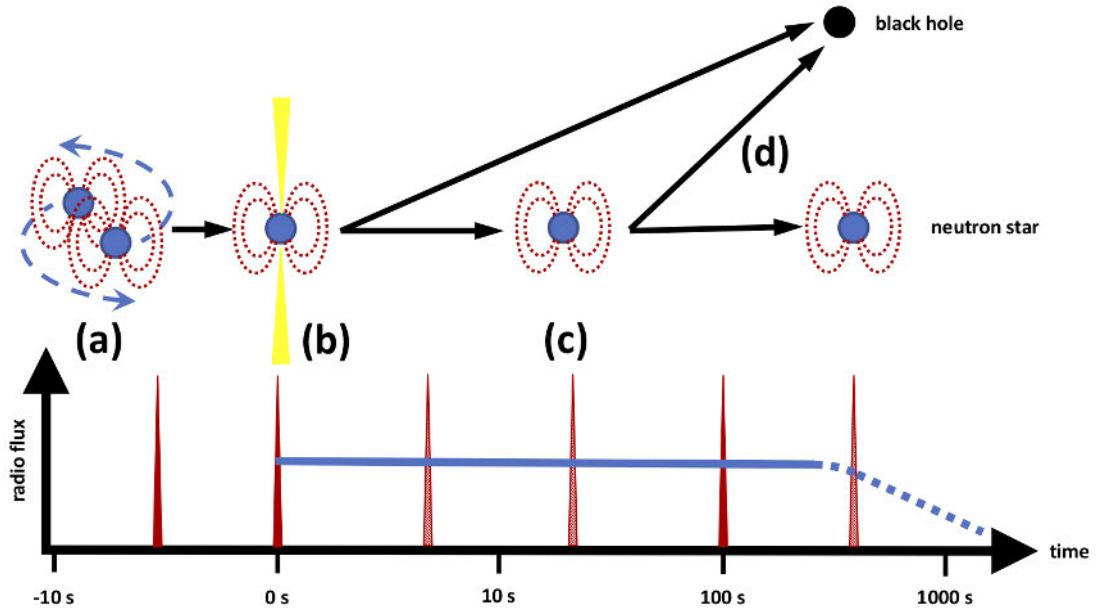 black hole
(d)
neutron star
(a)
(b)
(c)
radio flux
time
-10 s
0 s
10 s
100 s
1000 s